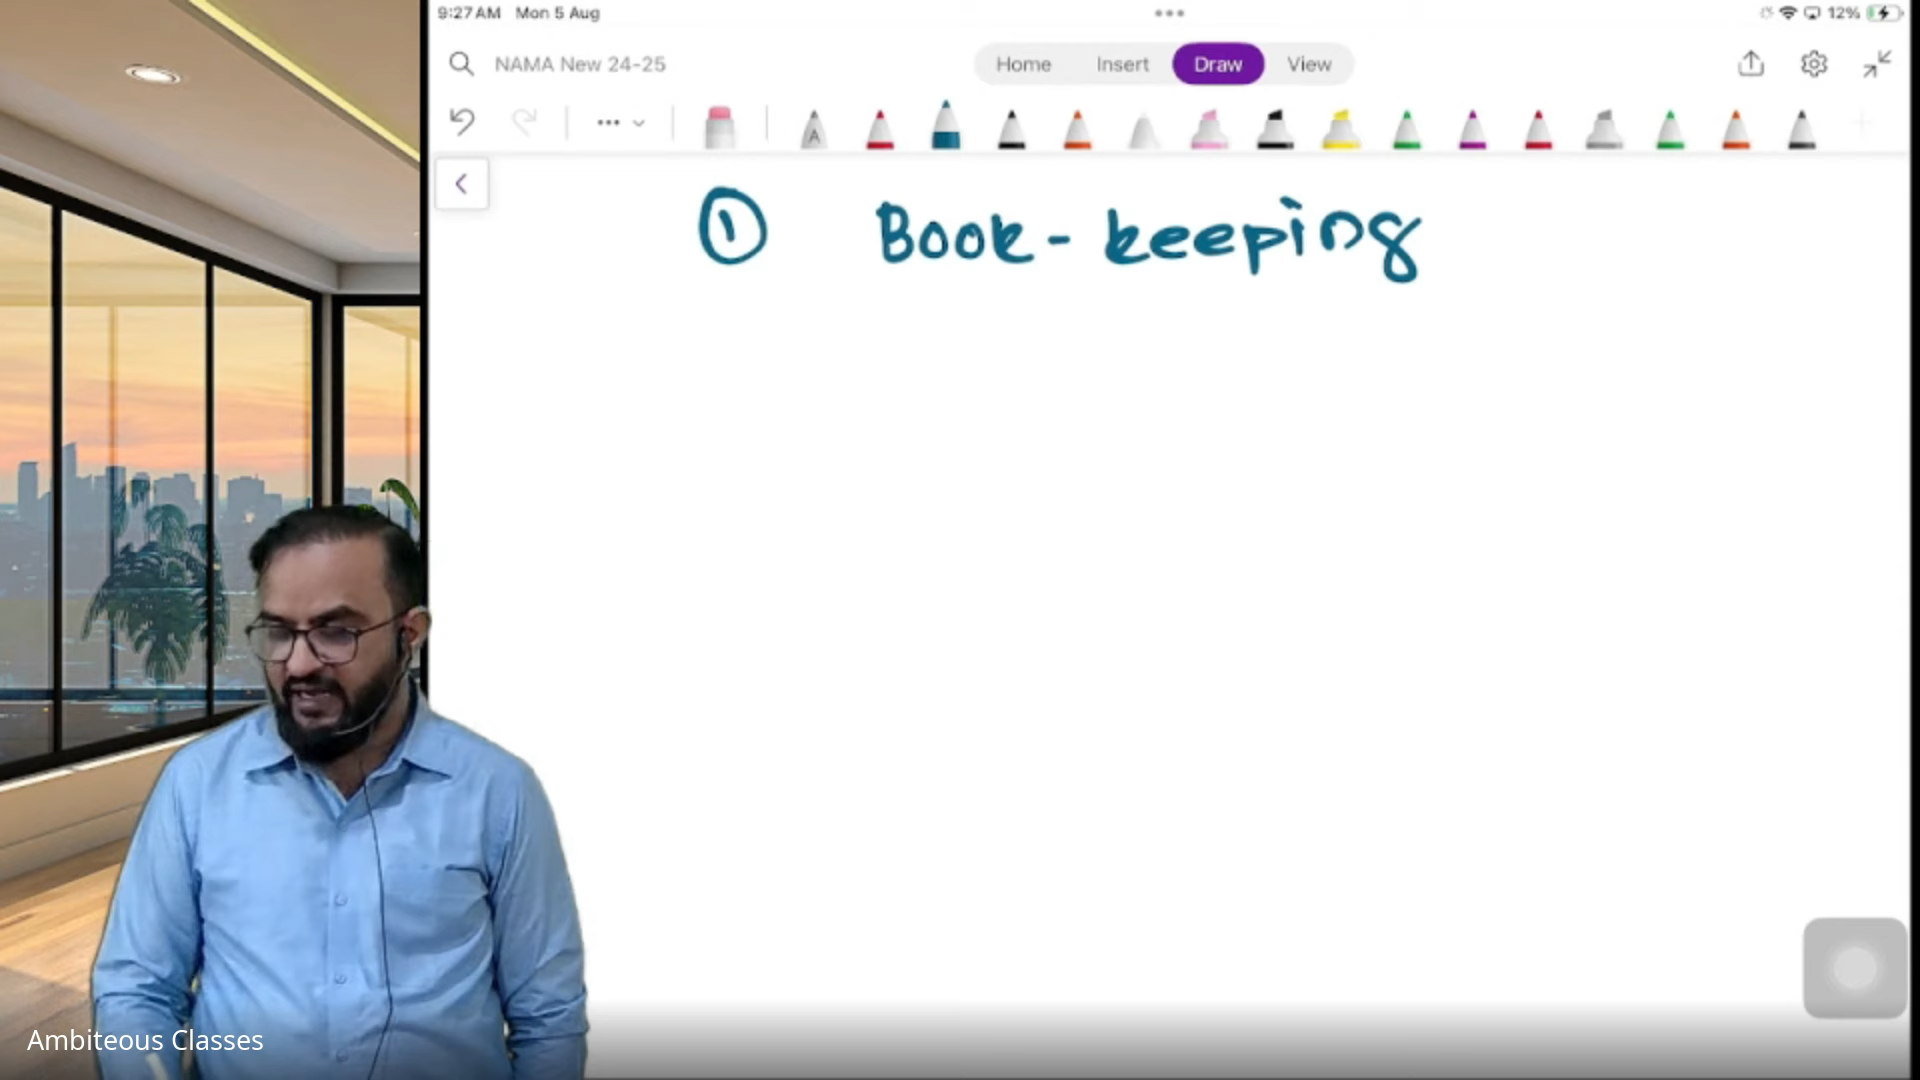 9:27 AM Mon 5 Aug
12%
NAMA New 24-25
Home Insert Draw View
A
① Book-keeping
Ambiteous Classes